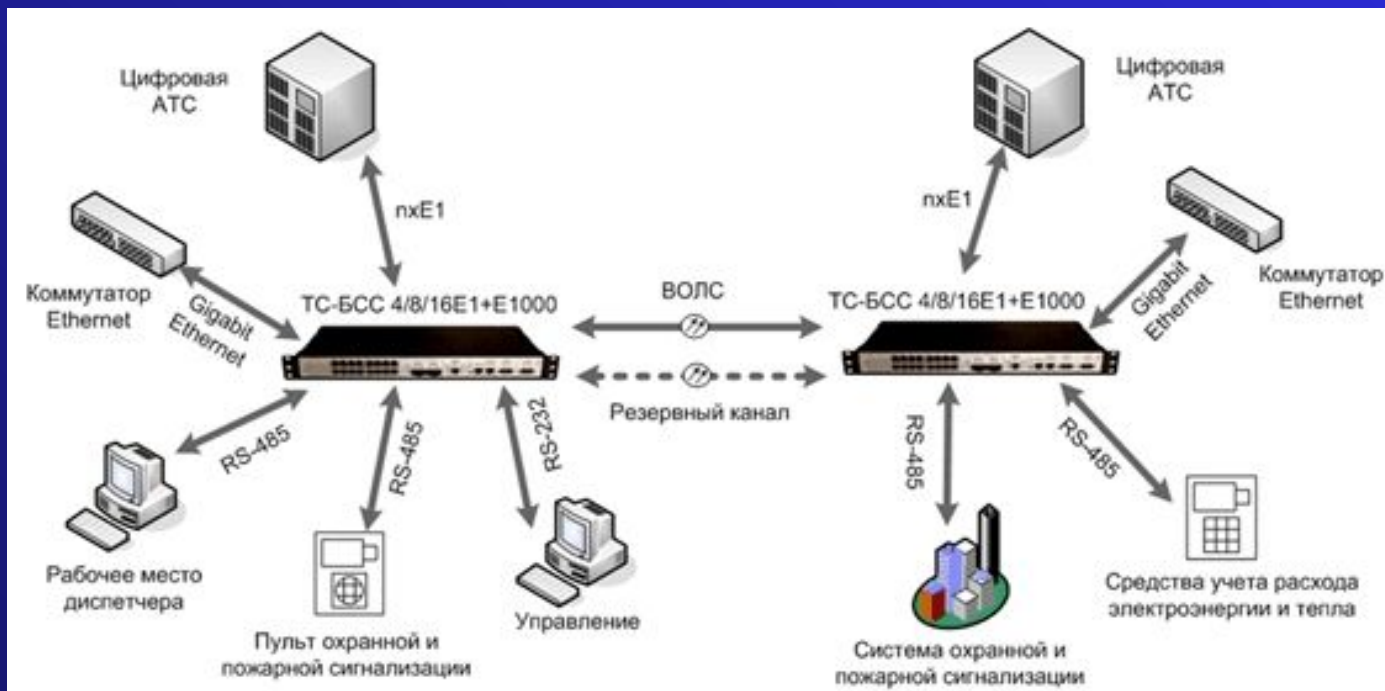 Цифровая
АТС
Цифровая
АТС
nxE1
nxE1
Коммутатор
Ethernet
Gigabit
Ethernet
ТС-БСС 4/8/16E1+E1000
ВОЛС
ТС-БСС 4/8/16E1+E1000
Gigabit
Ethernet
Коммутатор
Ethernet
Резервный канал
RS-485
RS-485
RS-232
RS-485
RS-485
Рабочее место
диспетчера
Пульт охранной и
пожарной сигнализации
Управление
Система охранной и
пожарной сигнализации
Средства учета расхода
электроэнергии и тепла